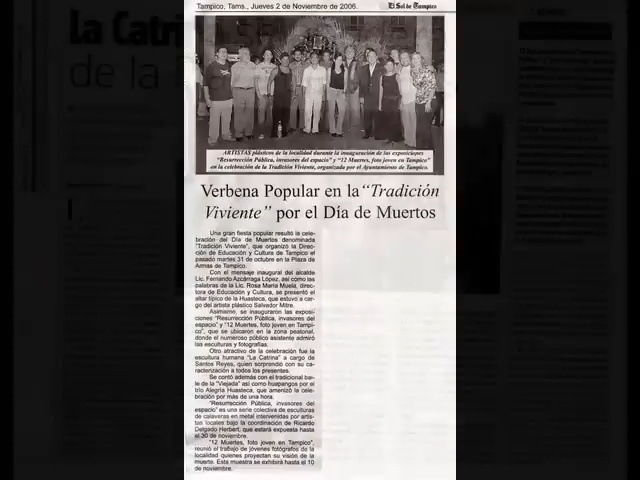 Tampico, Tams., Jueves 2 de Noviembre de 2006.
El Sol de Tampico
ARTISTAS plásticos de la localidad durante la inauguración de las exposiciones
"Resurrección Pública, invasores del espacio" y "12 Muertes, foto joven en Tampico"
en la celebración de la Tradición Viviente, organizada por el Ayuntamiento de Tampico.
Verbena Popular en la "Tradición
Viviente" por el Día de Muertos
Una gran fiesta popular resultó la ce-
lebración del Día de Muertos denominada
"Tradición Viviente", que organizó la Direc-
ción de Educación y Cultura de Tampico el
pasado martes 31 de octubre en la Plaza de
Armas de Tampico.
Con el mensaje inaugural del alcalde
Lic. Fernando Azcárraga López, así como las
palabras de la Lic. Rosa María Muela, direc-
tora de Educación y Cultura, se presentó el
altar típico de la Huasteca, que estuvo a car-
go del artista plástico Salvador Mitre.
Asimismo, se inauguraron las exposi-
ciones "Resurrección Pública, invasores del
espacio" y "12 Muertes, foto joven en Tampi-
co", que se ubicaron en la zona peatonal,
donde el numeroso público asistente admiró
las esculturas y fotografías.
Otro atractivo de la celebración fue la
escultura humana "La Catrina" a cargo de
Santos Reyes, quien sorprendió con su ca-
racterización a todos los presentes.
Se contó además con el tradicional bai-
le de la "Viejada" así como huapangos por el
trío Alegría Huasteca, que amenizó la cele-
bración por más de una hora.
"Resurrección Pública, invasores del
espacio" es una serie colectiva de esculturas
de calaveras en metal intervenidas por artis-
tas locales bajo la coordinación de Ricardo
Delgado Herbert; que estará expuesta hasta
el 30 de noviembre.
"12 Muertes, foto joven en Tampico",
reunió el trabajo de jóvenes fotógrafos de la
localidad quienes proyectan su visión de la
muerte. Esta muestra se exhibirá hasta el 10
de noviembre.
la Catri
de la